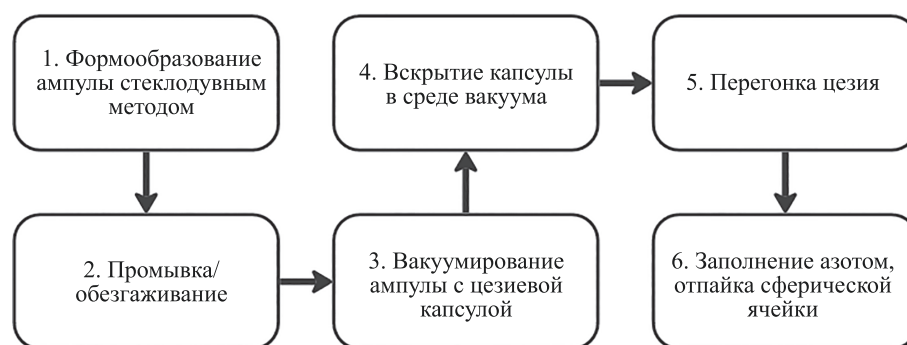 1. Формообразование
ампулы стеклодувным
методом
2. Промывка/
обезгаживание
3. Вакуумирование
ампулы с цезиевой
капсулой
4. Вскрытие капсулы
в среде вакуума
5. Перегонка цезия
6. Заполнение азотом,
отпайка сферической
ячейки